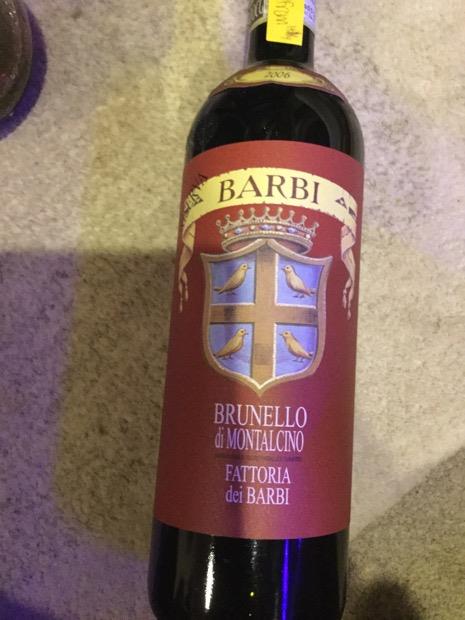 2006
BARBI
BRUNELLO
di MONTALCINO
FATTORIA
dei BARBI